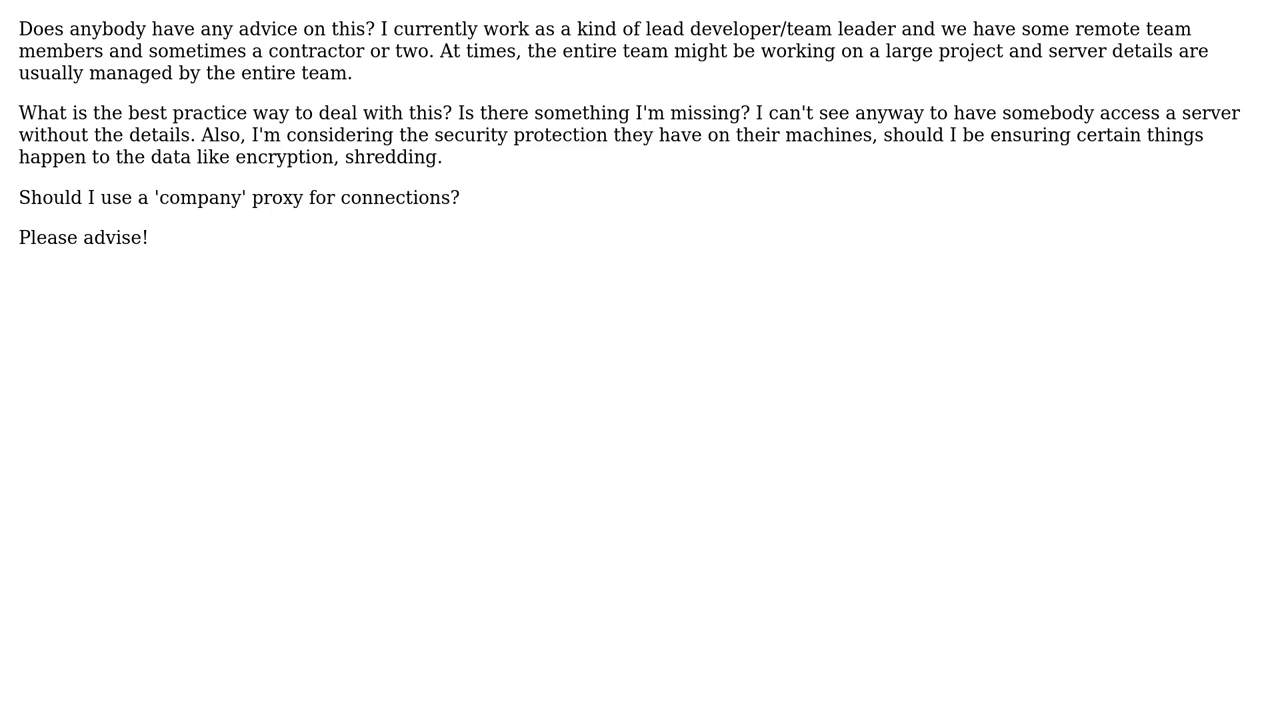 Does anybody have any advice on this? I currently work as a kind of lead developer/team leader and we have some remote team
members and sometimes a contractor or two. At times, the entire team might be working on a large project and server details are
usually managed by the entire team.
What is the best practice way to deal with this? Is there something I'm missing? I can't see anyway to have somebody access a server
without the details. Also, I'm considering the security protection they have on their machines, should I be ensuring certain things
happen to the data like encryption, shredding.
Should I use a 'company' proxy for connections?
Please advise!